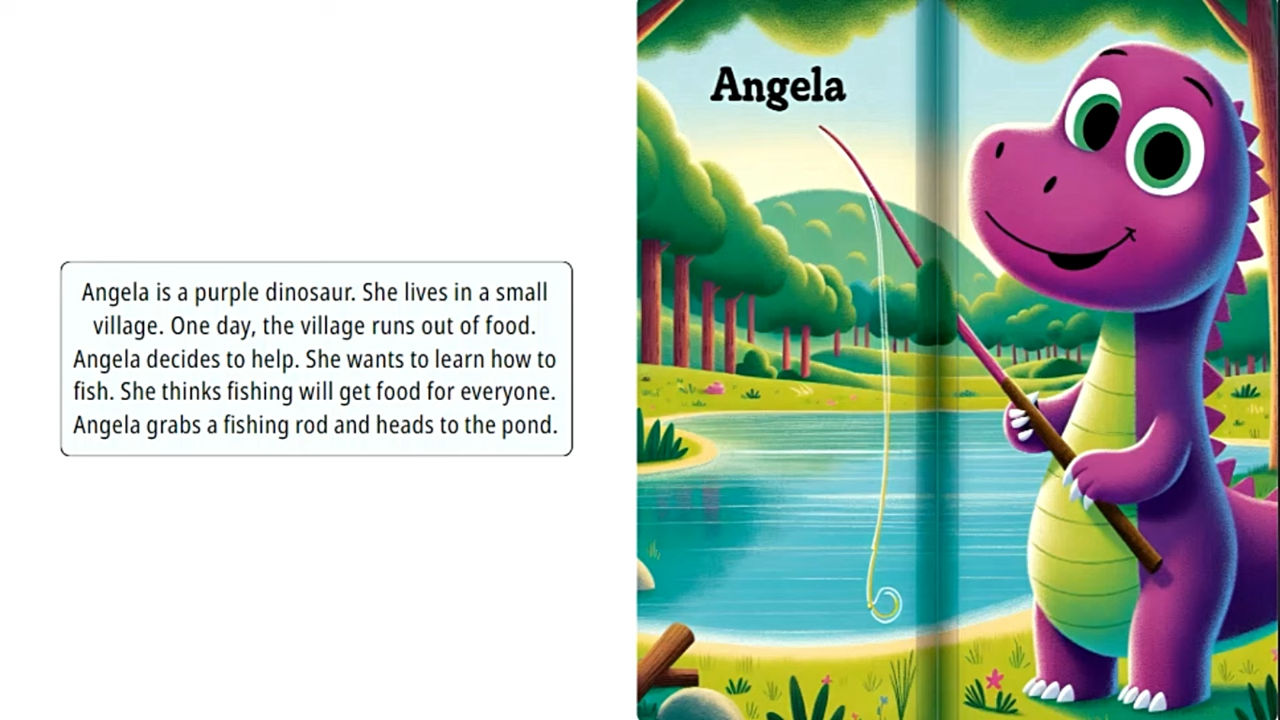 Angela is a purple dinosaur. She lives in a small
village. One day, the village runs out of food.
Angela decides to help. She wants to learn how to
fish. She thinks fishing will get food for everyone.
Angela grabs a fishing rod and heads to the pond.
Angela